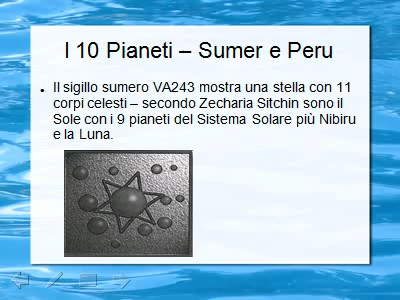 I 10 Pianeti – Sumer e Peru
Il sigillo sumero VA243 mostra una stella con 11
corpi celesti – secondo Zecharia Sitchin sono il
Sole con i 9 pianeti del Sistema Solare più Nibiru
e la Luna.